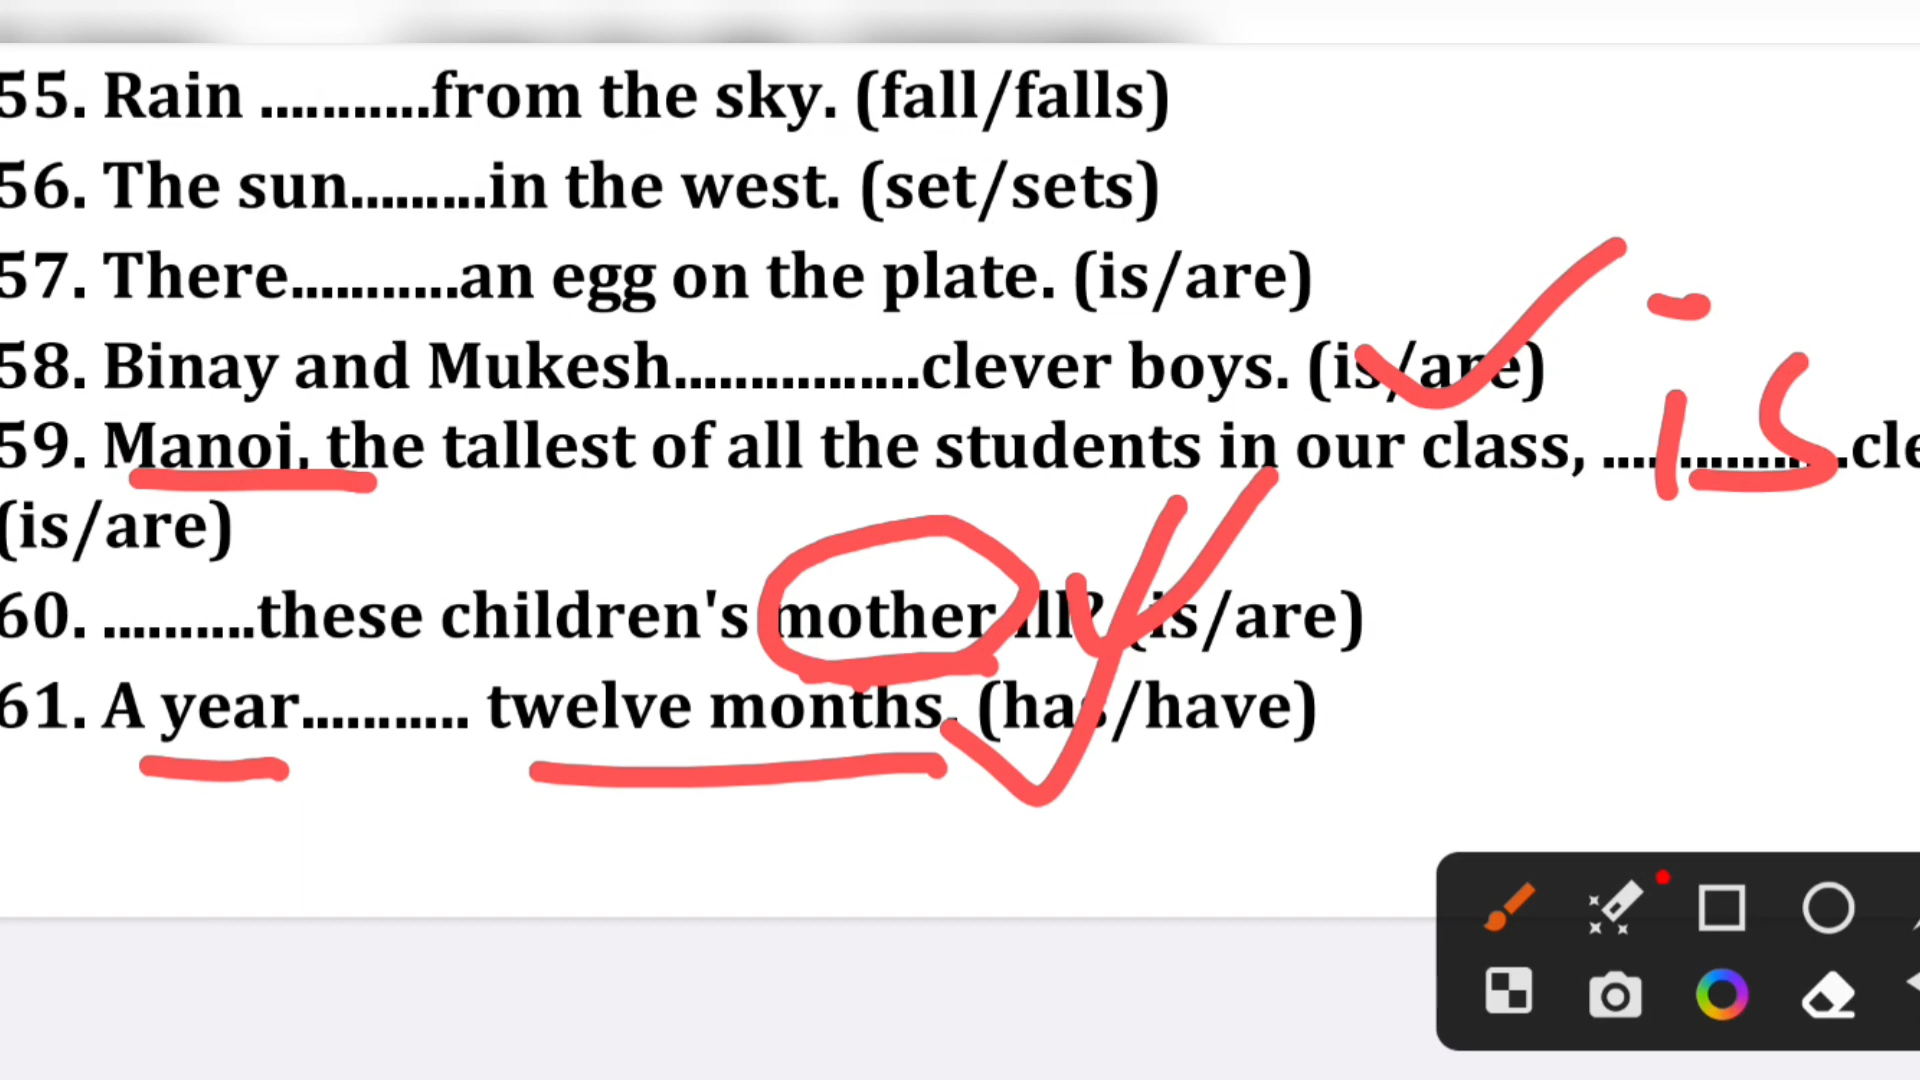 55. Rain ...........from the sky. (fall/falls)
56. The sun.........in the west. (set/sets)
57. There...........an egg on the plate. (is/are)
58. Binay and Mukesh................clever boys. (is/are)
59. Manoj, the tallest of all the students in our class, ................cle
is
(is/are)
60. ..........these children's mother ill? (is/are)
61. A year........... twelve months. (has/have)